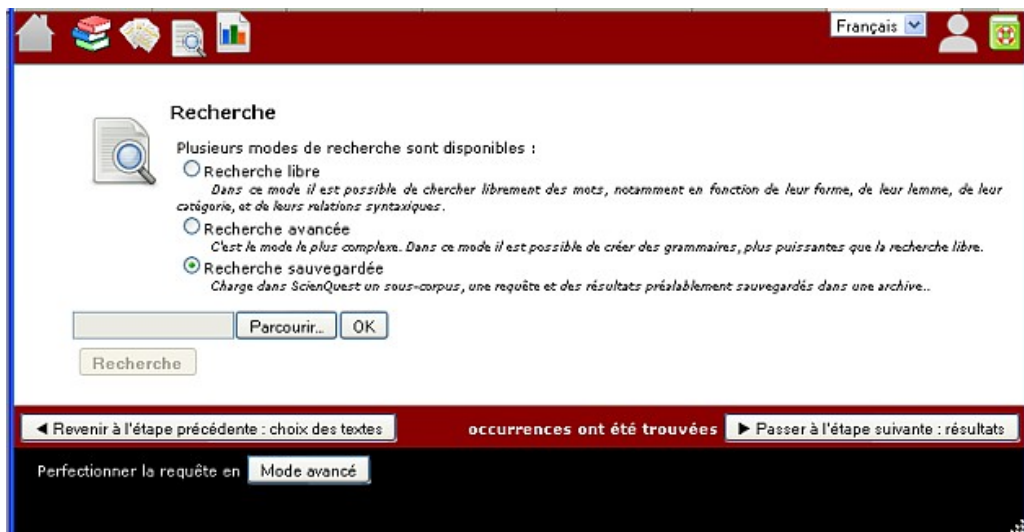 Français
Recherche
Plusieurs modes de recherche sont disponibles :
Recherche libre
Dans ce mode il est possible de chercher librement des mots, notamment en fonction de leur forme, de leur lemme, de leur
catégorie, et de leurs relations syntaxiques.
Recherche avancée
C'est le mode le plus complexe. Dans ce mode il est possible de créer des grammaires, plus puissantes que la recherche libre.
Recherche sauvegardée
Charge dans ScienQuest un sous-corpus, une requête et des résultats préalablement sauvegardés dans une archive..
Parcourir... OK
Recherche
◄ Revenir à l'étape précédente : choix des textes occurrences ont été trouvées ► Passer à l'étape suivante : résultats
Perfectionner la requête en Mode avancé